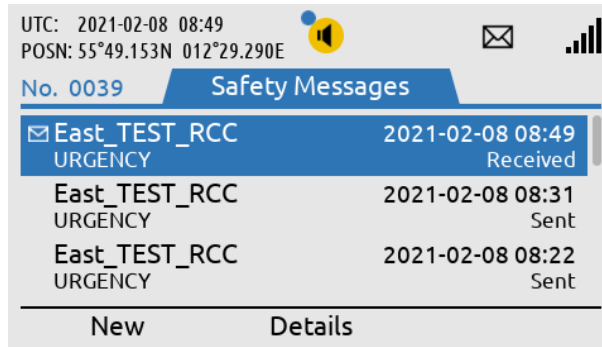 UTC: 2021-02-08 08:49
POSN: 55°49.153N 012°29.290E
No. 0039 Safety Messages
East_TEST_RCC 2021-02-08 08:49
URGENCY Received
East_TEST_RCC 2021-02-08 08:31
URGENCY Sent
East_TEST_RCC 2021-02-08 08:22
URGENCY Sent
New Details